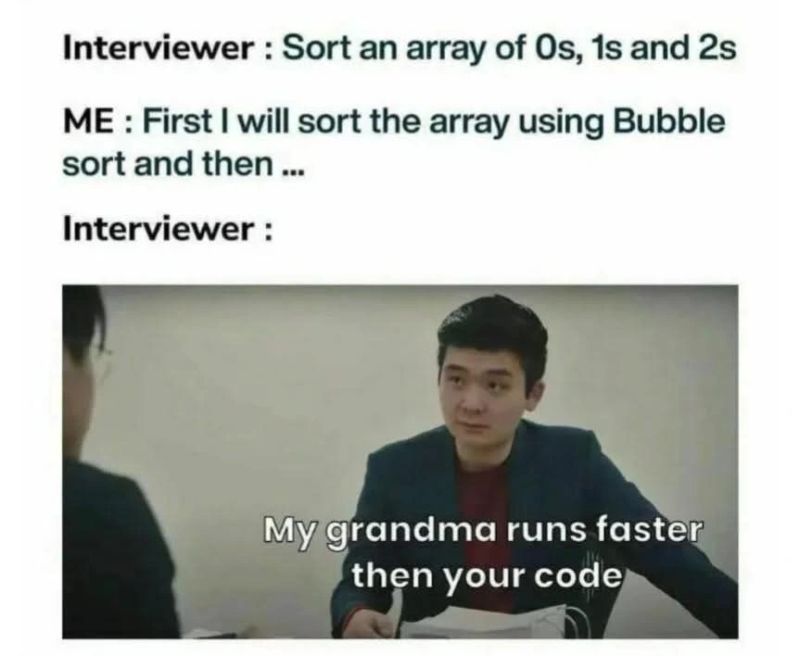 Interviewer : Sort an array of 0s, 1s and 2s
ME : First I will sort the array using Bubble
sort and then ...
Interviewer :
My grandma runs faster
then your code